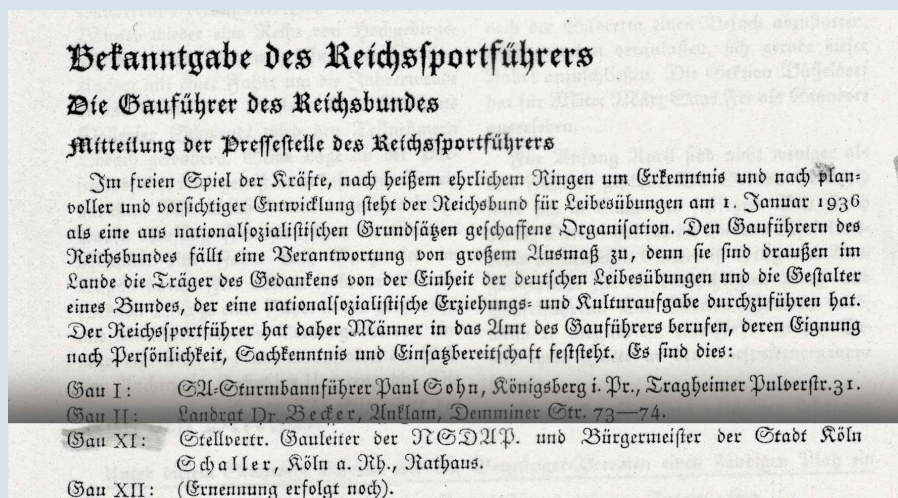 Bekanntgabe des Reichssportführers
Die Gauführer des Reichsbundes
Mitteilung der Pressestelle des Reichssportführers
Im freien Spiel der Kräfte, nach heißem ehrlichem Ringen um Erkenntnis und nach plan-
voller und vorsichtiger Entwicklung steht der Reichsbund für Leibesübungen am 1. Januar 1936
als eine aus nationalsozialistischen Grundsätzen geschaffene Organisation. Den Gauführern des
Reichsbundes fällt eine Verantwortung von großem Ausmaß zu, denn sie sind draußen im
Lande die Träger des Gedankens von der Einheit der deutschen Leibesübungen und die Gestalter
eines Bundes, der eine nationalsozialistische Erziehungs- und Kulturaufgabe durchzuführen hat.
Der Reichssportführer hat daher Männer in das Amt des Gauführers berufen, deren Eignung
nach Persönlichkeit, Sachkenntnis und Einsatzbereitschaft feststeht. Es sind dies:
Gau I: SA-Sturmbannführer Paul Sohn, Königsberg i. Pr., Tragheimer Pulverstr. 31.
Gau II: Landrat Dr. Becker, Anklam, Demminer Str. 73—74.
Gau XI: Stellvertr. Gauleiter der NSDAP. und Bürgermeister der Stadt Köln
Schaller, Köln a. Rh., Rathaus.
Gau XII: (Ernennung erfolgt noch).